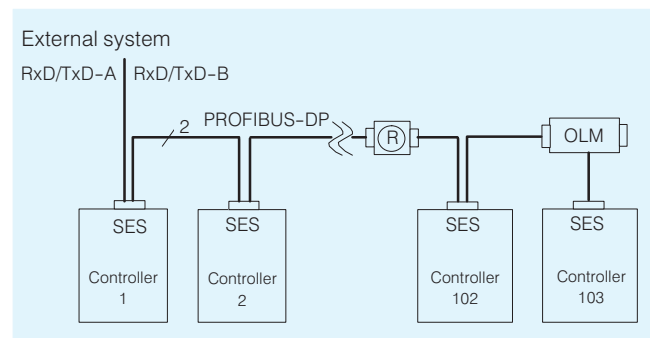 External system
RxD/TxD-A RxD/TxD-B
2 PROFIBUS-DP
R
OLM
SES SES SES SES
Controller Controller Controller Controller
1 2 102 103